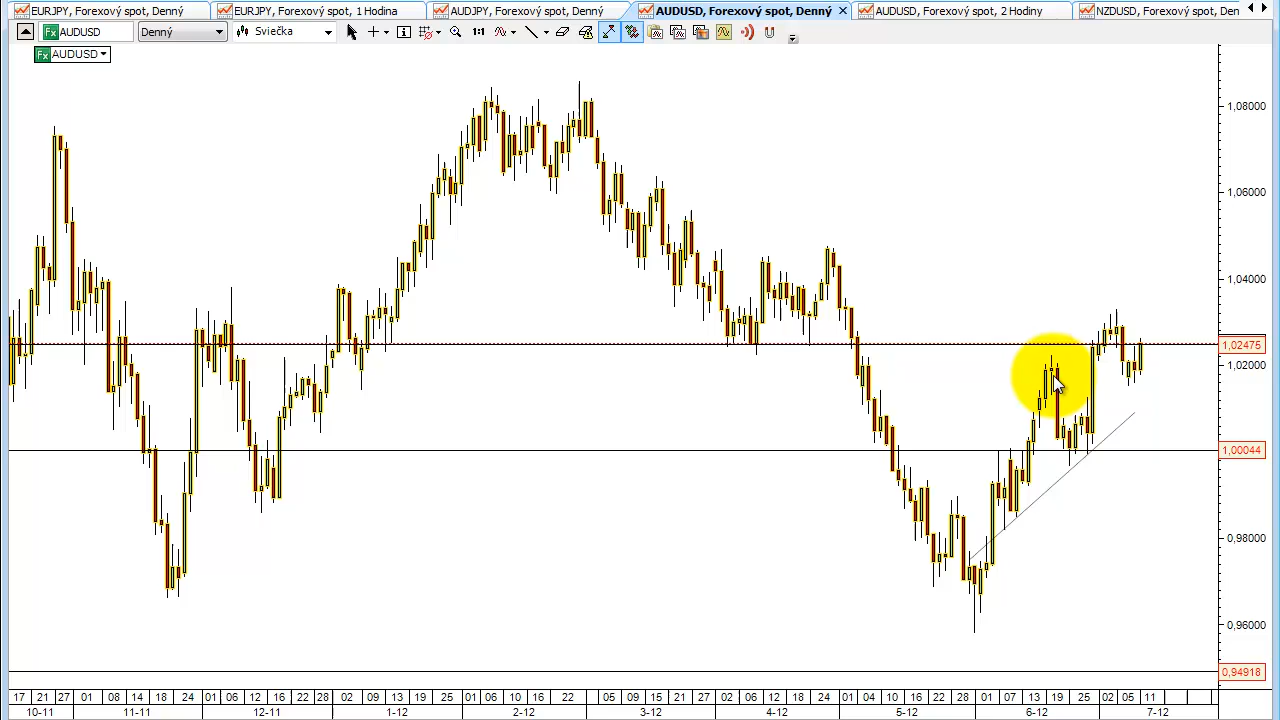 EURJPY, Forexový spot, Denný
EURJPY, Forexový spot, 1 Hodina
AUDJPY, Forexový spot, Denný
AUDUSD, Forexový spot, Denný
AUDUSD, Forexový spot, 2 Hodiny
NZDUSD, Forexový spot, Den
Fx AUDUSD
Denný
Sviečka
1:1
Fx AUDUSD
1,08000
1,06000
1,04000
1,02475
1,02000
1,00044
0,98000
0,96000
0,94918
17 21 27 01 08 14 18 24 01 06 12 16 22 28 02 09 13 19 25 01 06 10 16 22 05 09 15 21 27 02 06 12 18 24 01 04 10 16 22 28 01 07 13 19 25 02 05 11
10-11 11-11 12-11 1-12 2-12 3-12 4-12 5-12 6-12 7-12